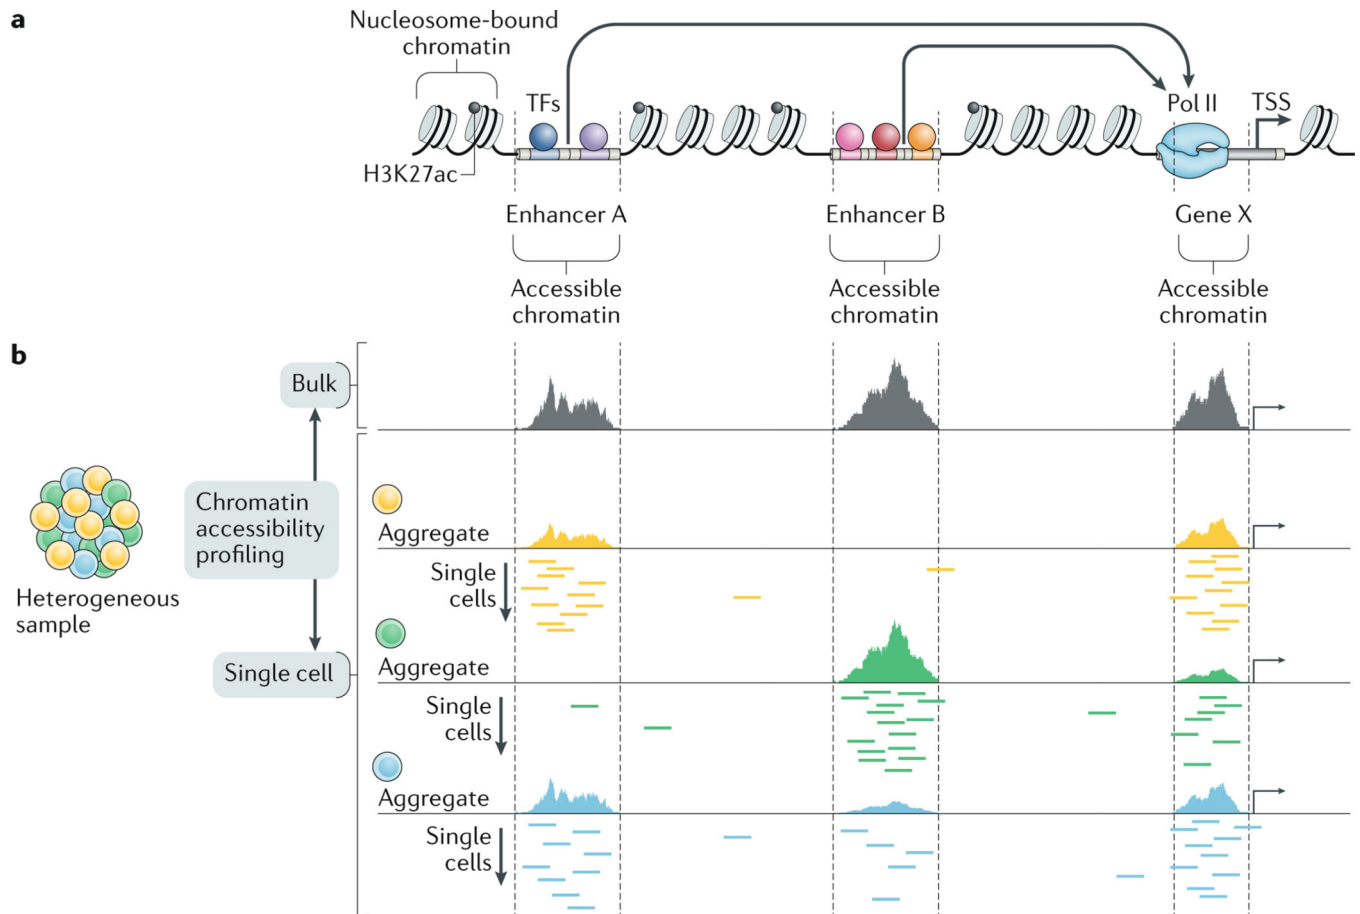 a
Nucleosome-bound
chromatin
TFs
Pol II
TSS
H3K27ac
Enhancer A
Enhancer B
Gene X
Accessible
chromatin
Accessible
chromatin
Accessible
chromatin
b
Bulk
Chromatin
accessibility
profiling
Heterogeneous
sample
Single cell
Aggregate
Single
cells
Aggregate
Single
cells
Aggregate
Single
cells